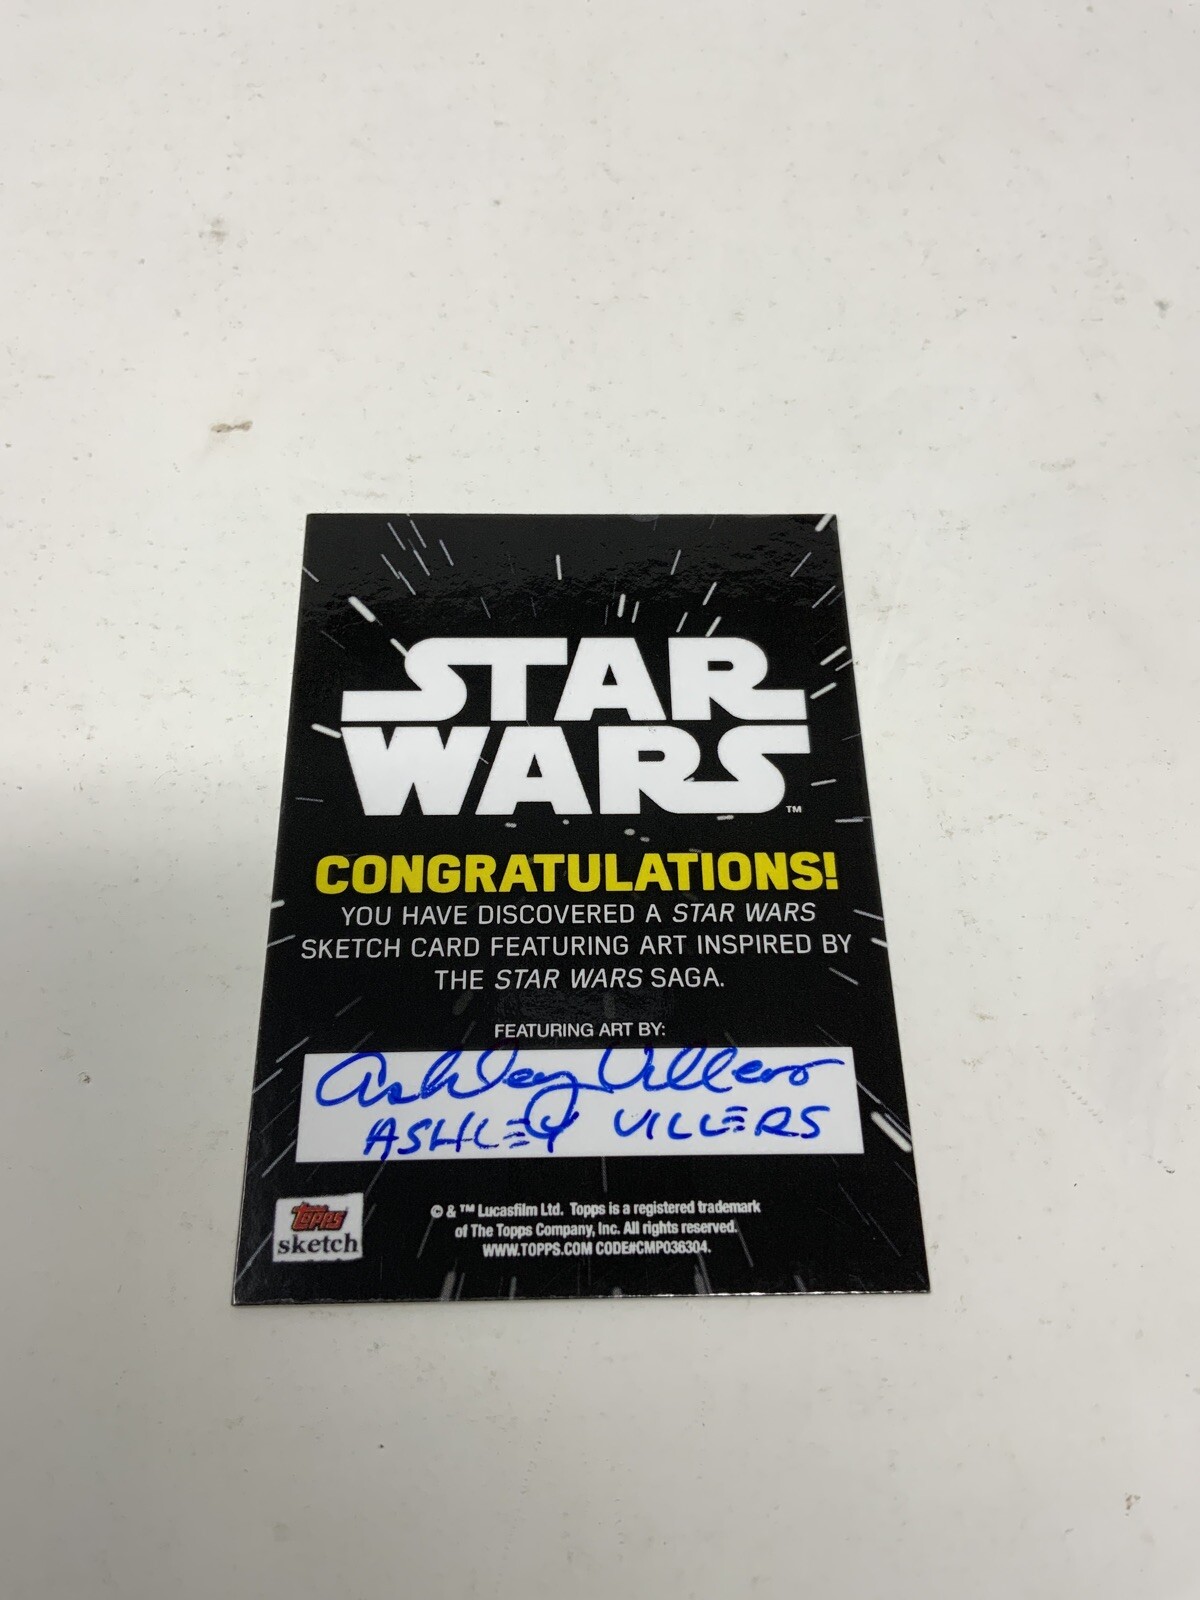 STAR
WARS™
CONGRATULATIONS!
YOU HAVE DISCOVERED A STAR WARS
SKETCH CARD FEATURING ART INSPIRED BY
THE STAR WARS SAGA.
FEATURING ART BY:
Ashley Villers
ASHLEY VILLERS
Topps
sketch
© & ™ Lucasfilm Ltd. Topps is a registered trademark
of The Topps Company, Inc. All rights reserved.
WWW.TOPPS.COM CODE#CMP036304.